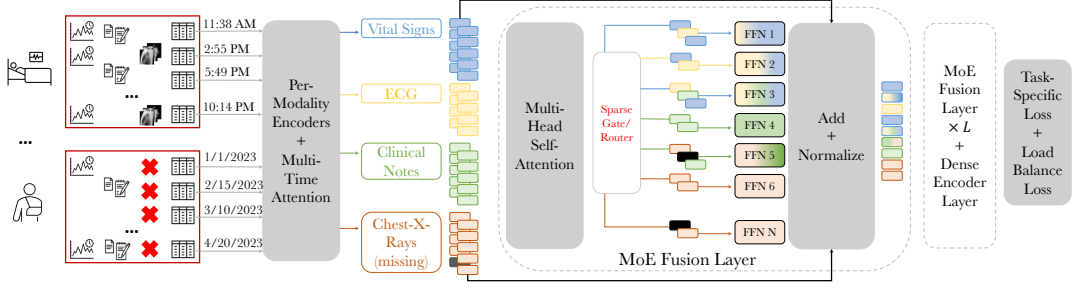 11:38 AM
2:55 PM
5:49 PM
...
10:14 PM
...
1/1/2023
2/15/2023
3/10/2023
...
4/20/2023
Per-
Modality
Encoders
+
Multi-
Time
Attention
Vital Signs
ECG
Clinical
Notes
Chest-X-
Rays
(missing)
Multi-
Head
Self-
Attention
Sparse
Gate/
Router
FFN 1
FFN 2
FFN 3
FFN 4
FFN 5
FFN 6
FFN N
Add
+
Normalize
MoE Fusion Layer
MoE
Fusion
Layer
× L
+
Dense
Encoder
Layer
Task-
Specific
Loss
+
Load
Balance
Loss